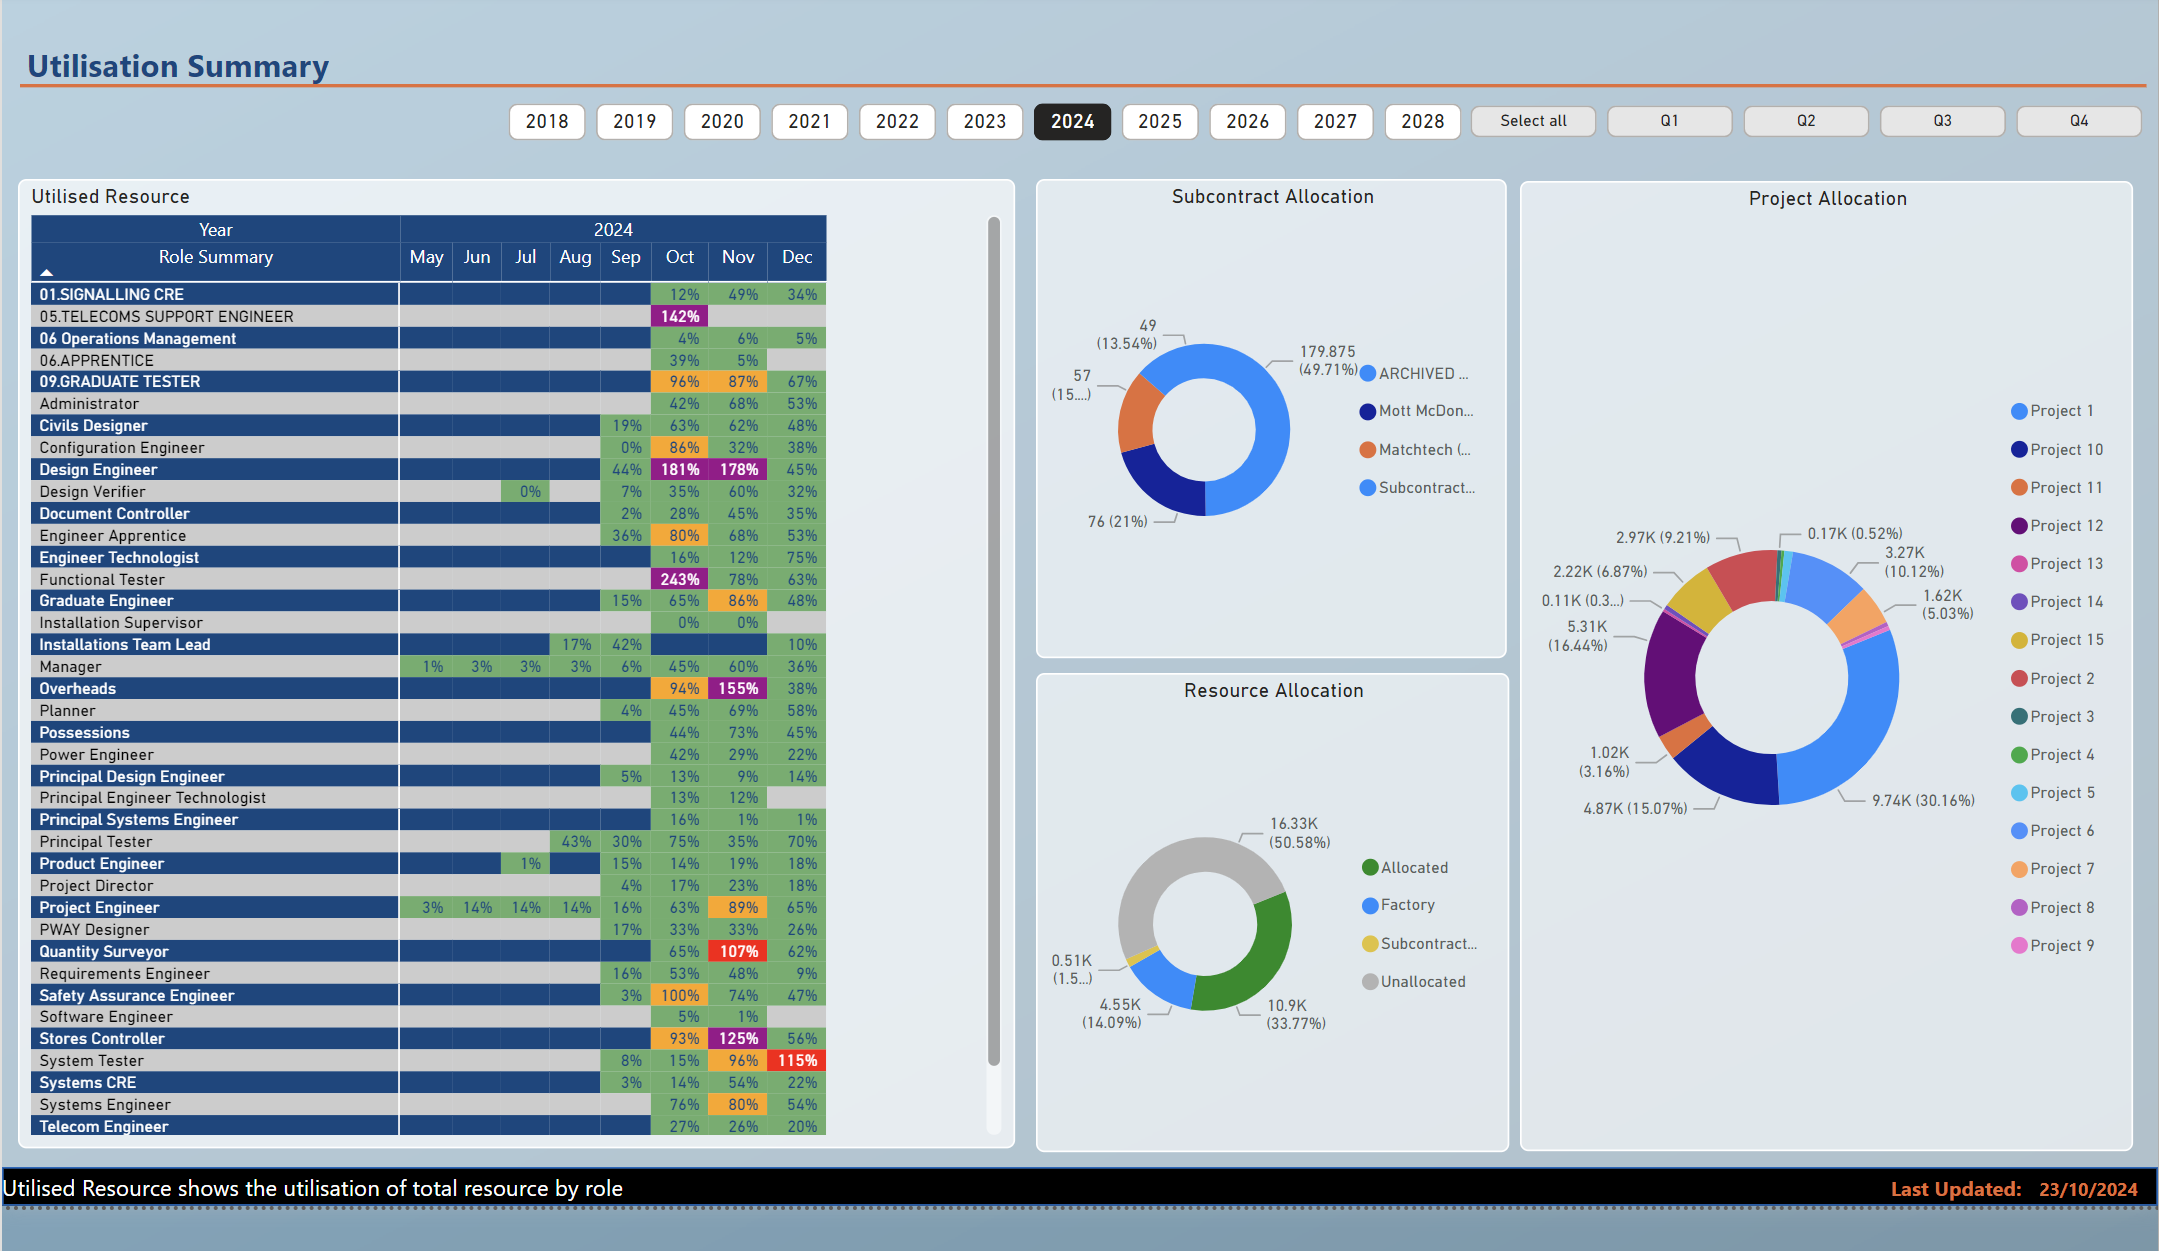 Utilisation Summary
2018 2019 2020 2021 2022 2023 2024 2025 2026 2027 2028 Select all Q1 Q2 Q3 Q4
Utilised Resource
Year 2024
Role Summary May Jun Jul Aug Sep Oct Nov Dec
01.SIGNALLING CRE 12% 49% 34%
05.TELECOMS SUPPORT ENGINEER 142%
06 Operations Management 4% 6% 5%
06.APPRENTICE 39% 5%
09.GRADUATE TESTER 96% 87% 67%
Administrator 42% 68% 53%
Civils Designer 19% 63% 62% 48%
Configuration Engineer 0% 86% 32% 38%
Design Engineer 44% 181% 178% 45%
Design Verifier 0% 7% 35% 60% 32%
Document Controller 2% 28% 45% 35%
Engineer Apprentice 36% 80% 68% 53%
Engineer Technologist 16% 12% 75%
Functional Tester 243% 78% 63%
Graduate Engineer 15% 65% 86% 48%
Installation Supervisor 0% 0%
Installations Team Lead 17% 42% 10%
Manager 1% 3% 3% 3% 6% 45% 60% 36%
Overheads 94% 155% 38%
Planner 4% 45% 69% 58%
Possessions 44% 73% 45%
Power Engineer 42% 29% 22%
Principal Design Engineer 5% 13% 9% 14%
Principal Engineer Technologist 13% 12%
Principal Systems Engineer 16% 1% 1%
Principal Tester 43% 30% 75% 35% 70%
Product Engineer 1% 15% 14% 19% 18%
Project Director 4% 17% 23% 18%
Project Engineer 3% 14% 14% 14% 16% 63% 89% 65%
PWAY Designer 17% 33% 33% 26%
Quantity Surveyor 65% 107% 62%
Requirements Engineer 16% 53% 48% 9%
Safety Assurance Engineer 3% 100% 74% 47%
Software Engineer 5% 1%
Stores Controller 93% 125% 56%
System Tester 8% 15% 96% 115%
Systems CRE 3% 14% 54% 22%
Systems Engineer 76% 80% 54%
Telecom Engineer 27% 26% 20%
Subcontract Allocation
49
(13.54%)
179.875
(49.71%)
57
(15....)
76 (21%)
ARCHIVED ...
Mott McDon...
Matchtech (...
Subcontract...
Resource Allocation
16.33K
(50.58%)
0.51K
(1.5...)
4.55K
(14.09%)
10.9K
(33.77%)
Allocated
Factory
Subcontract...
Unallocated
Project Allocation
2.97K (9.21%)
0.17K (0.52%)
2.22K (6.87%)
3.27K
(10.12%)
0.11K (0.3...)
1.62K
(5.03%)
5.31K
(16.44%)
1.02K
(3.16%)
4.87K (15.07%)
9.74K (30.16%)
Project 1
Project 10
Project 11
Project 12
Project 13
Project 14
Project 15
Project 2
Project 3
Project 4
Project 5
Project 6
Project 7
Project 8
Project 9
Utilised Resource shows the utilisation of total resource by role
Last Updated: 23/10/2024